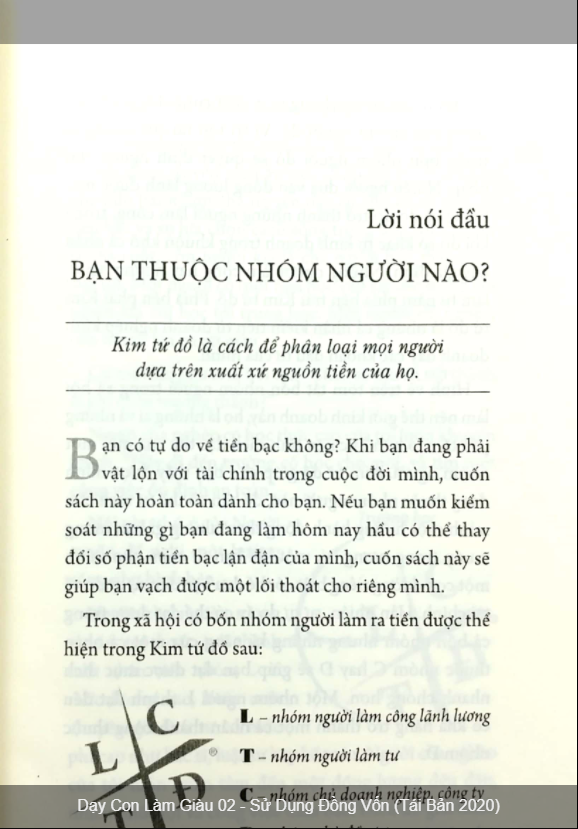 Lời nói đầu
BẠN THUỘC NHÓM NGƯỜI NÀO?
Kim tứ đồ là cách để phân loại mọi người
dựa trên xuất xứ nguồn tiền của họ.
Bạn có tự do về tiền bạc không? Khi bạn đang phải
vật lộn với tài chính trong cuộc đời mình, cuốn
sách này hoàn toàn dành cho bạn. Nếu bạn muốn kiểm
soát những gì bạn đang làm hôm nay hầu có thể thay
đổi số phận tiền bạc lận đận của mình, cuốn sách này sẽ
giúp bạn vạch được một lối thoát cho riêng mình.
Trong xã hội có bốn nhóm người làm ra tiền được thể
hiện trong Kim tứ đồ sau:
L C
T Đ ®
L – nhóm người làm công lãnh lương
T – nhóm người làm tư
C – nhóm chủ doanh nghiệp, công ty
Dạy Con Làm Giàu 02 - Sử Dụng Đồng Vốn (Tái Bản 2020)